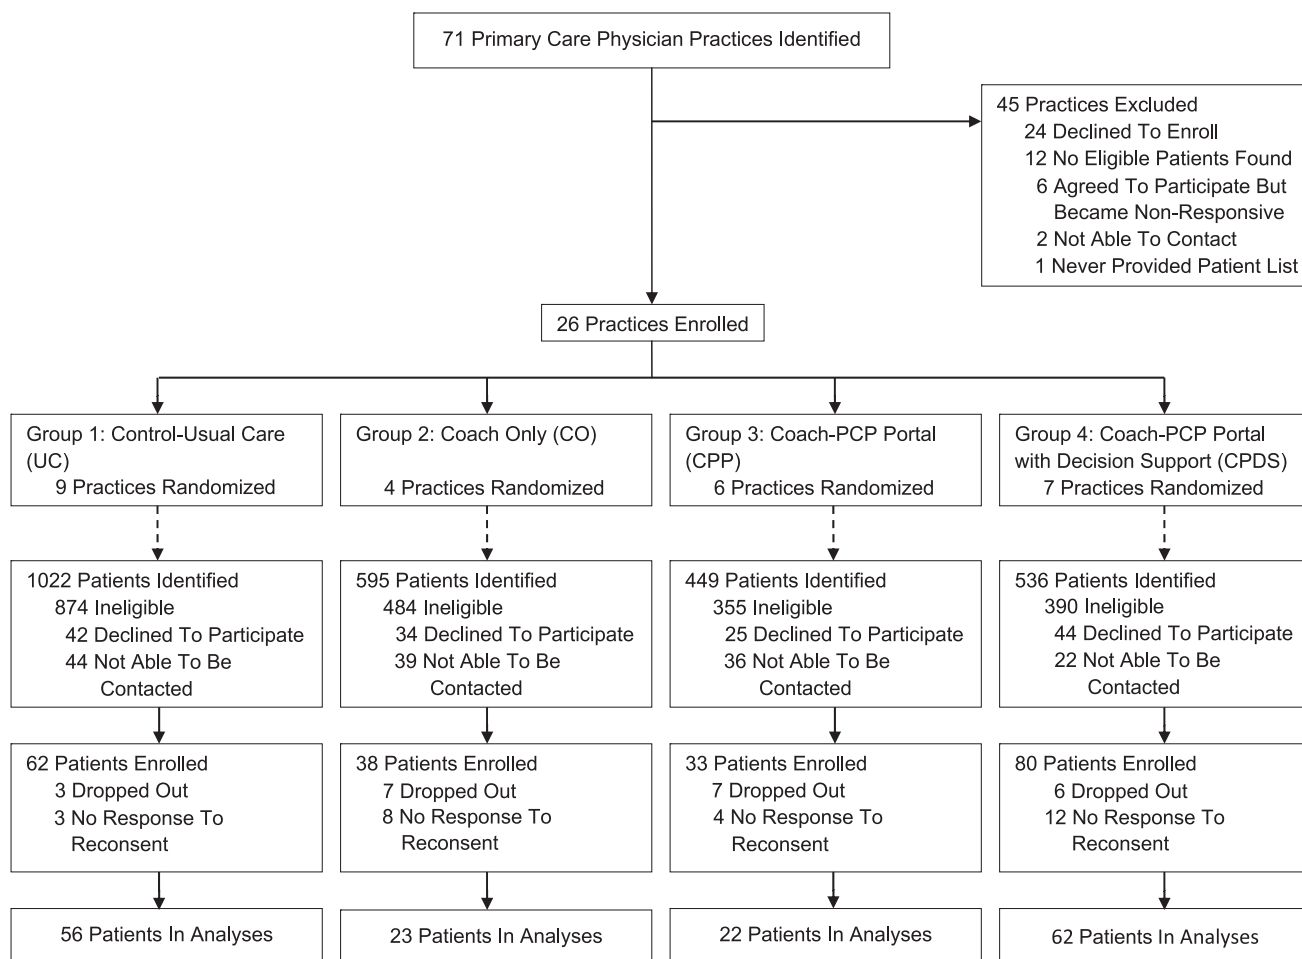 71 Primary Care Physician Practices Identified
45 Practices Excluded
24 Declined To Enroll
12 No Eligible Patients Found
6 Agreed To Participate But
Became Non-Responsive
2 Not Able To Contact
1 Never Provided Patient List
26 Practices Enrolled
Group 1: Control-Usual Care
(UC)
9 Practices Randomized
Group 2: Coach Only (CO)
4 Practices Randomized
Group 3: Coach-PCP Portal
(CPP)
6 Practices Randomized
Group 4: Coach-PCP Portal
with Decision Support (CPDS)
7 Practices Randomized
1022 Patients Identified
874 Ineligible
42 Declined To Participate
44 Not Able To Be
Contacted
595 Patients Identified
484 Ineligible
34 Declined To Participate
39 Not Able To Be
Contacted
449 Patients Identified
355 Ineligible
25 Declined To Participate
36 Not Able To Be
Contacted
536 Patients Identified
390 Ineligible
44 Declined To Participate
22 Not Able To Be
Contacted
62 Patients Enrolled
3 Dropped Out
3 No Response To
Reconsent
38 Patients Enrolled
7 Dropped Out
8 No Response To
Reconsent
33 Patients Enrolled
7 Dropped Out
4 No Response To
Reconsent
80 Patients Enrolled
6 Dropped Out
12 No Response To
Reconsent
56 Patients In Analyses
23 Patients In Analyses
22 Patients In Analyses
62 Patients In Analyses